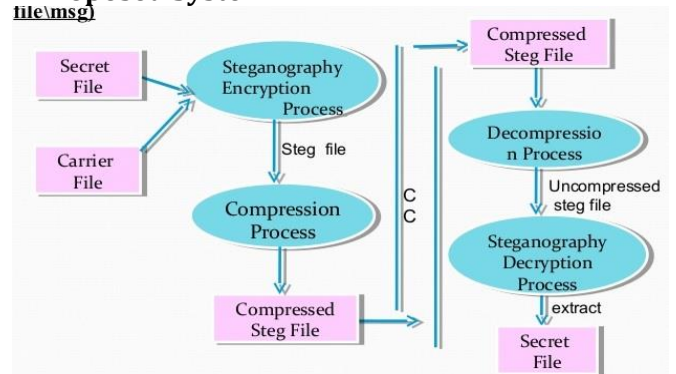 file\msg)
Secret
File
Carrier
File
Steganography
Encryption
Process
Steg file
Compression
Process
Compressed
Steg File
C
C
Compressed
Steg File
Decompressio
n Process
Uncompressed
steg file
Steganography
Decryption
Process
extract
Secret
File